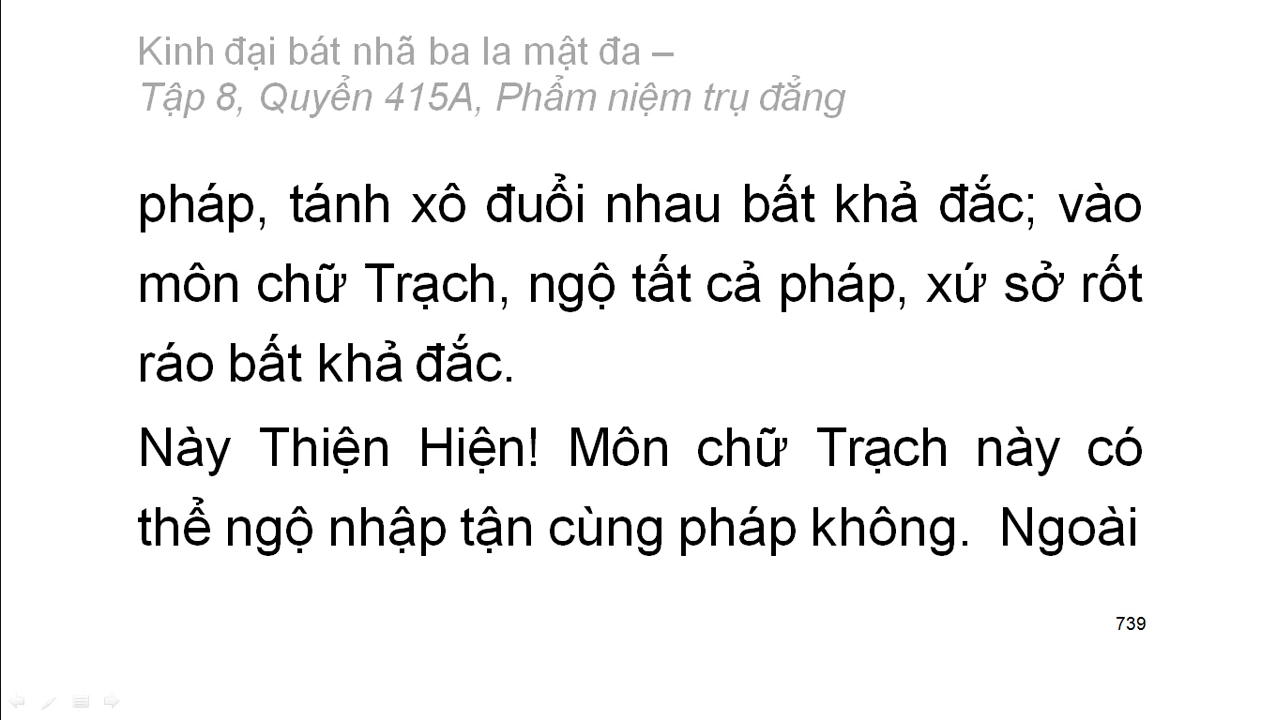 Kinh đại bát nhã ba la mật đa –
Tập 8, Quyển 415A, Phẩm niệm trụ đẳng
pháp, tánh xô đuổi nhau bất khả đắc; vào
môn chữ Trạch, ngộ tất cả pháp, xứ sở rốt
ráo bất khả đắc.
Này Thiện Hiện! Môn chữ Trạch này có
thể ngộ nhập tận cùng pháp không. Ngoài
739